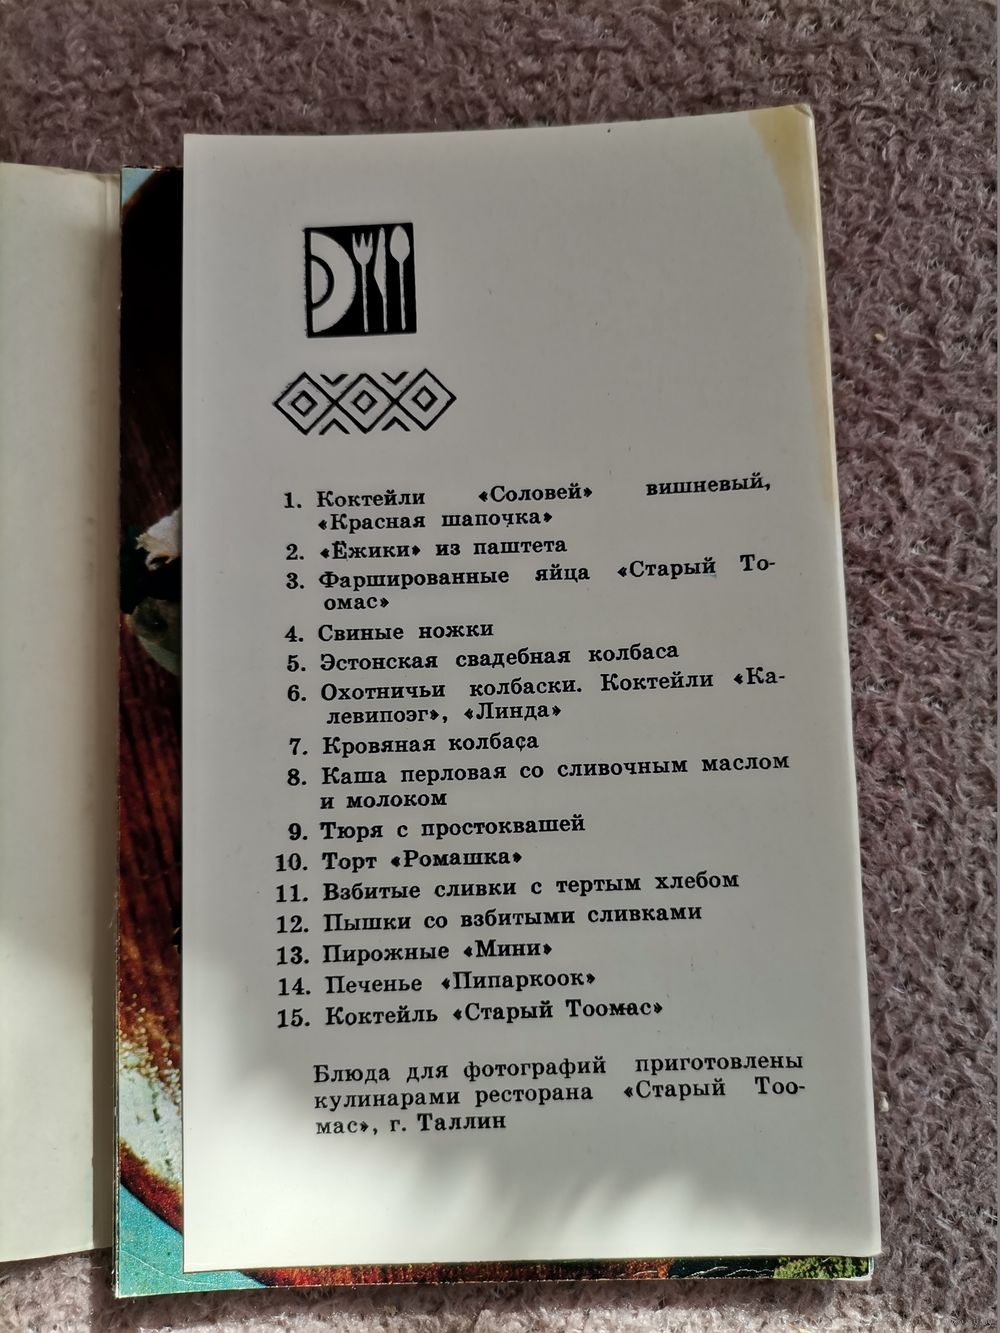 1. Коктейли «Соловей» вишневый,
«Красная шапочка»
2. «Ёжики» из паштета
3. Фаршированные яйца «Старый То-
омас»
4. Свиные ножки
5. Эстонская свадебная колбаса
6. Охотничьи колбаски. Коктейли «Ка-
левипоэг», «Линда»
7. Кровяная колбаса
8. Каша перловая со сливочным маслом
и молоком
9. Тюря с простоквашей
10. Торт «Ромашка»
11. Взбитые сливки с тертым хлебом
12. Пышки со взбитыми сливками
13. Пирожные «Мини»
14. Печенье «Пипаркоок»
15. Коктейль «Старый Тоомас»
Блюда для фотографий приготовлены
кулинарами ресторана «Старый Тоо-
мас», г. Таллин